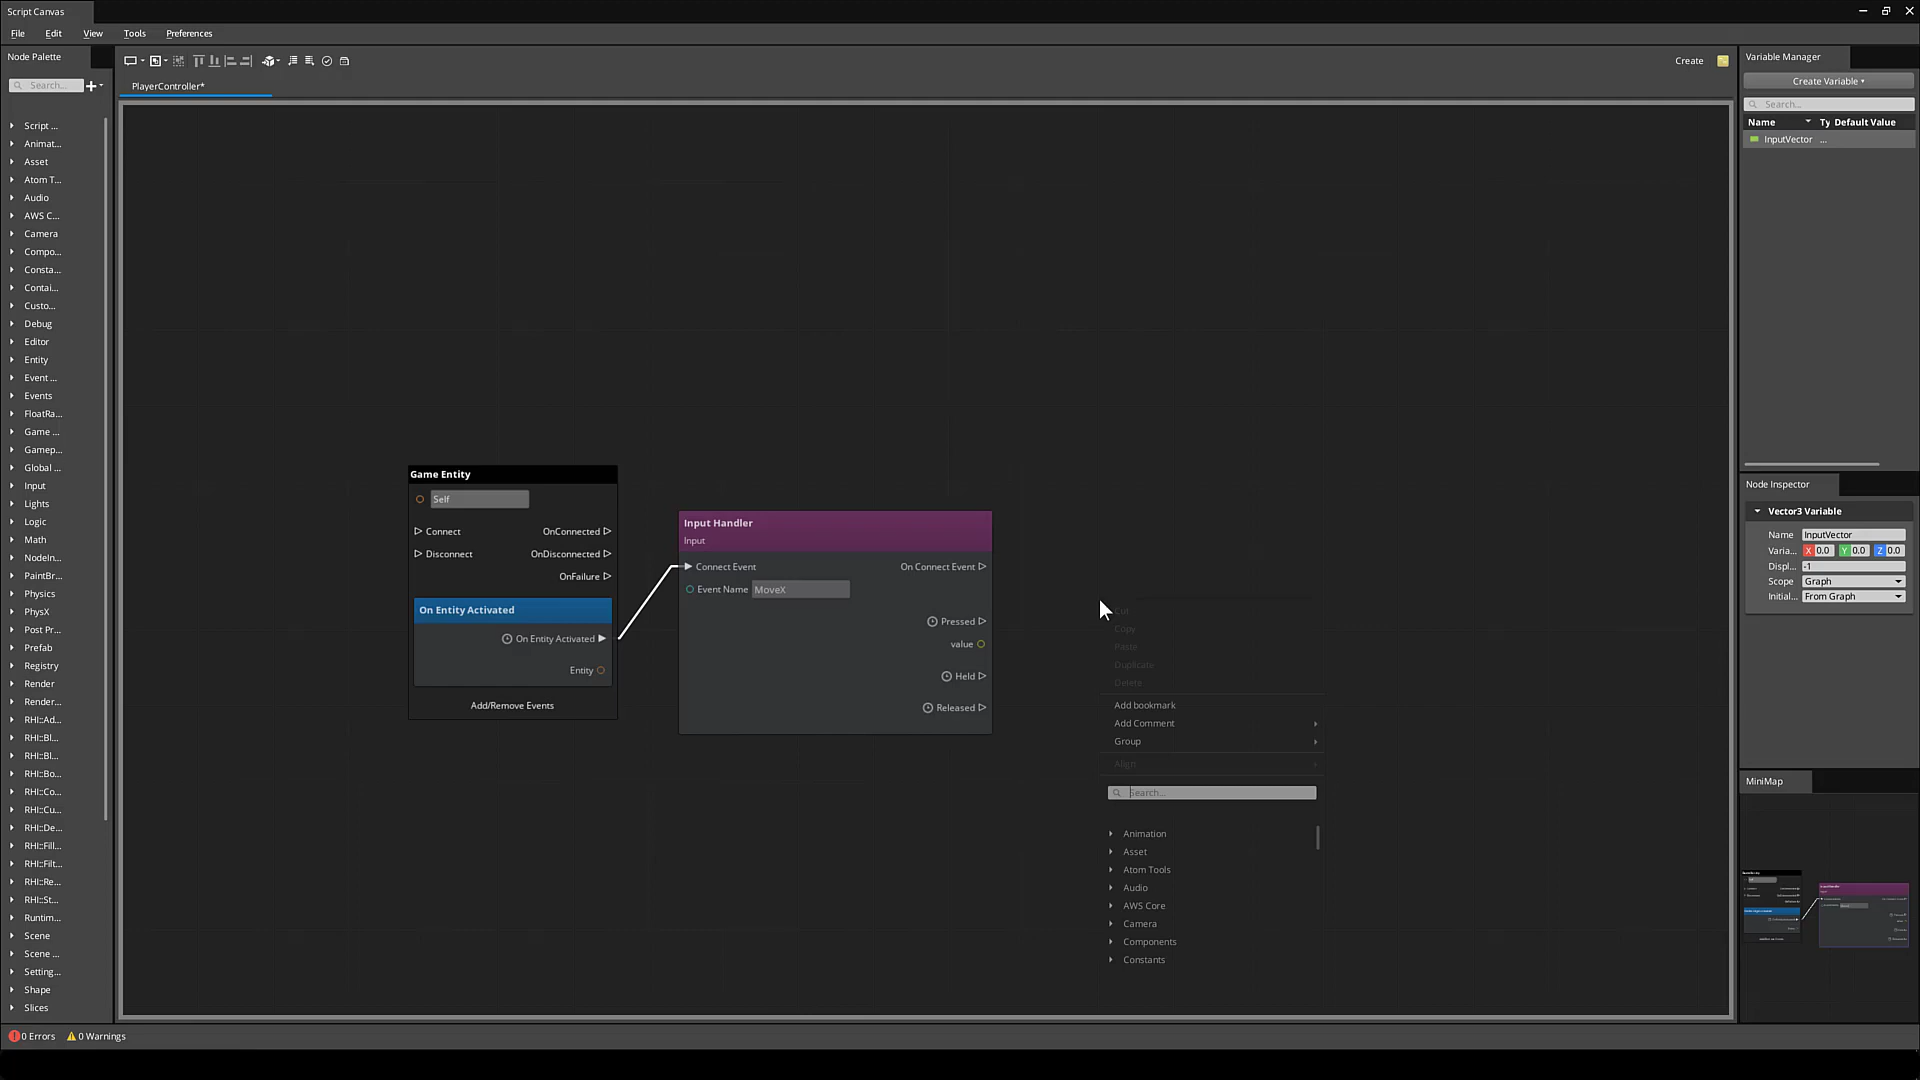 Script Canvas
File Edit View Tools Preferences
Node Palette
Search...
Script ...
Animat...
Asset
Atom T...
Audio
AWS C...
Camera
Compo...
Consta...
Contai...
Custo...
Debug
Editor
Entity
Event ...
Events
FloatRa...
Game ...
Gamep...
Global ...
Input
Lights
Logic
Math
NodeIn...
PaintBr...
Physics
PhysX
Post Pr...
Prefab
Registry
Render
Render...
RHI::Ad...
RHI::Bl...
RHI::Bl...
RHI::Bo...
RHI::Co...
RHI::Cu...
RHI::De...
RHI::Fill...
RHI::Filt...
RHI::Re...
RHI::St...
Runtim...
Scene
Scene ...
Setting...
Shape
Slices
Create
PlayerController*
Game Entity
Self
Connect OnConnected
Disconnect OnDisconnected
OnFailure
On Entity Activated
On Entity Activated
Entity
Add/Remove Events
Input Handler
Input
Connect Event On Connect Event
Event Name MoveX
Pressed
value
Held
Released
Cut
Copy
Paste
Duplicate
Delete
Add bookmark
Add Comment
Group
Align
Search...
Animation
Asset
Atom Tools
Audio
AWS Core
Camera
Components
Constants
Variable Manager
Create Variable
Search...
Name Ty Default Value
InputVector ...
Node Inspector
Vector3 Variable
Name InputVector
Varia... X 0.0 Y 0.0 Z 0.0
Displ... -1
Scope Graph
Initial... From Graph
MiniMap
0 Errors 0 Warnings